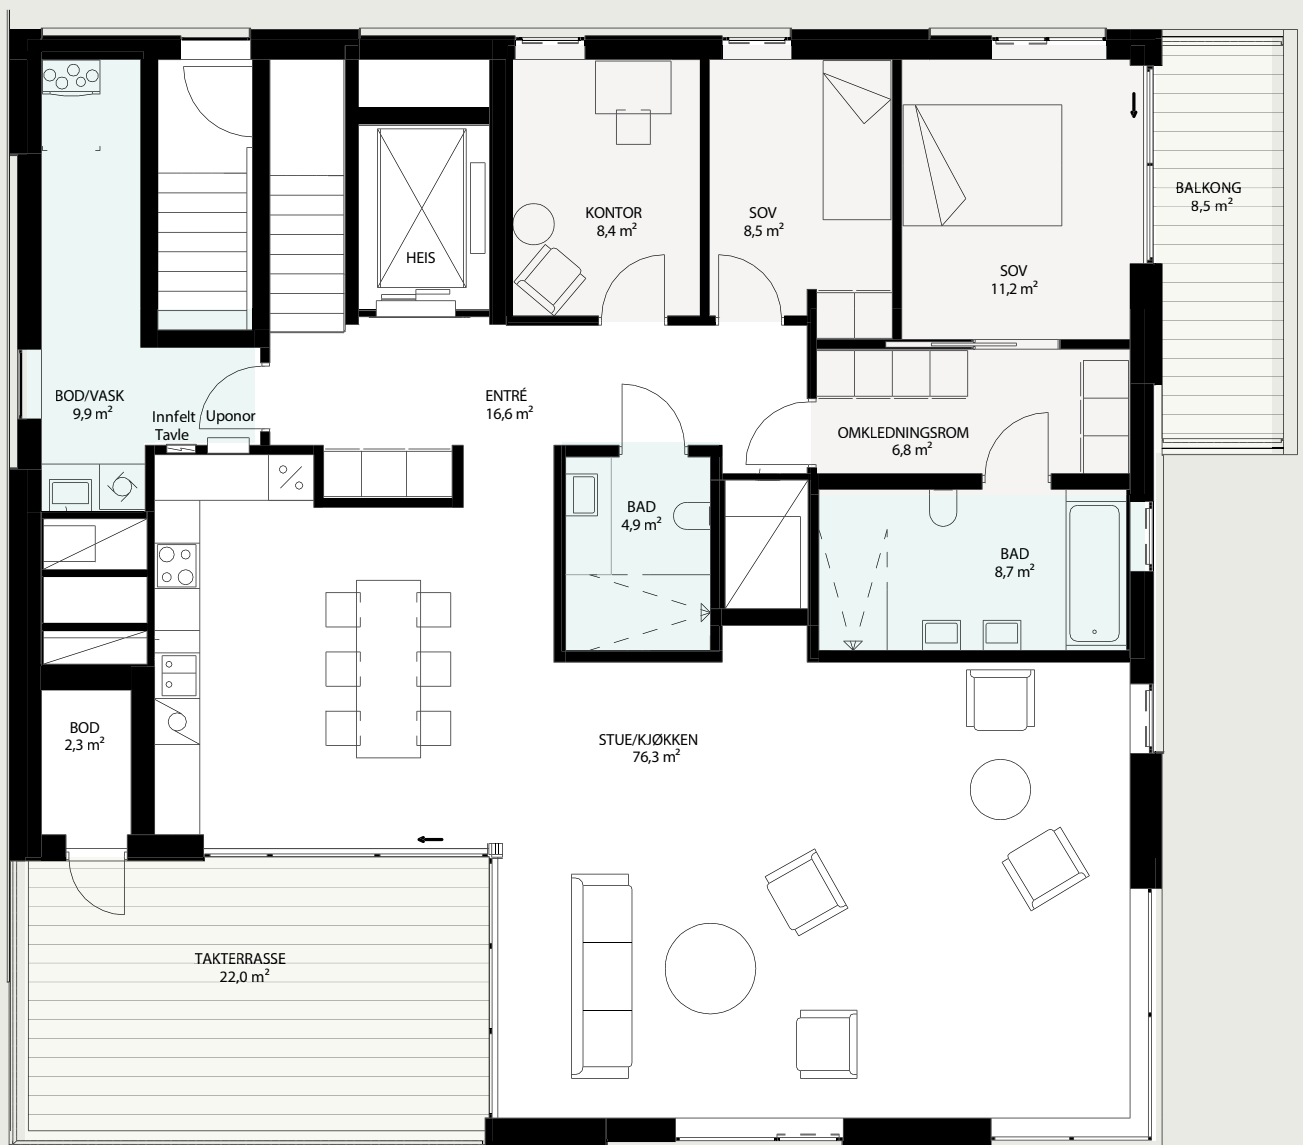 BALKONG
8,5 m²
KONTOR
8,4 m²
SOV
8,5 m²
HEIS
SOV
11,2 m²
BOD/VASK
9,9 m²
ENTRÉ
16,6 m²
Innfelt
Tavle
Uponor
OMKLEDNINGSROM
6,8 m²
BAD
4,9 m²
BAD
8,7 m²
BOD
2,3 m²
STUE/KJØKKEN
76,3 m²
TAKTERRASSE
22,0 m²